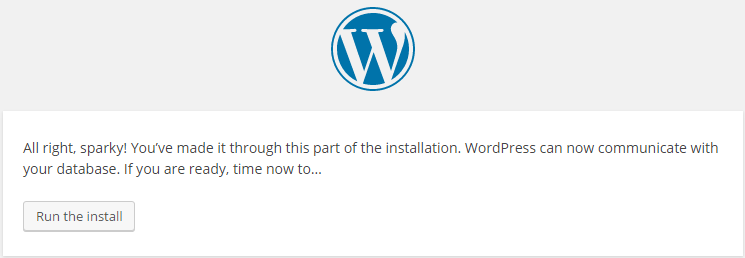 All right, sparky! You’ve made it through this part of the installation. WordPress can now communicate with
your database. If you are ready, time now to…
Run the install